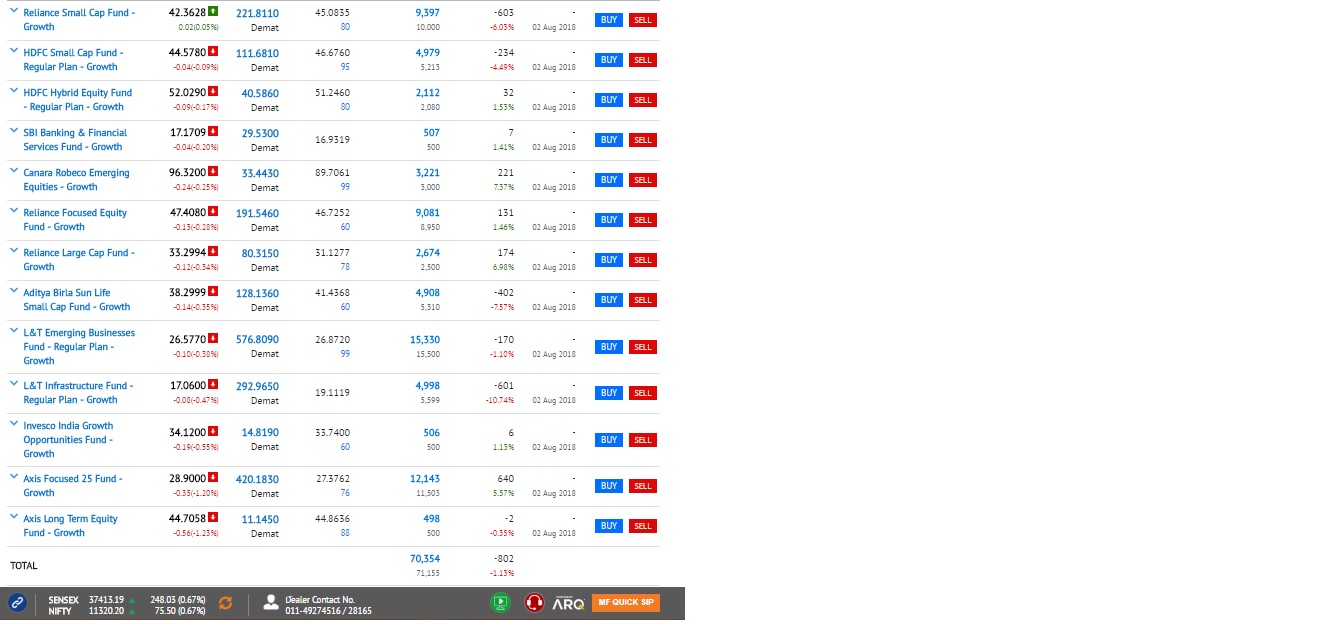 Reliance Small Cap Fund - 42.3628 221.8110 45.0835 9,397 -603 - BUY SELL
Growth 0.02(0.05%) Demat 80 10,000 -6.03% 02 Aug 2018
HDFC Small Cap Fund - 44.5780 111.6810 46.6760 4,979 -234 - BUY SELL
Regular Plan - Growth -0.04(-0.09%) Demat 95 5,213 -4.49% 02 Aug 2018
HDFC Hybrid Equity Fund 52.0290 40.5860 51.2460 2,112 32 - BUY SELL
- Regular Plan - Growth -0.09(-0.17%) Demat 80 2,080 1.53% 02 Aug 2018
SBI Banking & Financial 17.1709 29.5300 16.9319 507 7 - BUY SELL
Services Fund - Growth -0.04(-0.20%) Demat 500 1.41% 02 Aug 2018
Canara Robeco Emerging 96.3200 33.4430 89.7061 3,221 221 - BUY SELL
Equities - Growth -0.24(-0.25%) Demat 99 3,000 7.37% 02 Aug 2018
Reliance Focused Equity 47.4080 191.5460 46.7252 9,081 131 - BUY SELL
Fund - Growth -0.13(-0.28%) Demat 60 8,950 1.46% 02 Aug 2018
Reliance Large Cap Fund - 33.2994 80.3150 31.1277 2,674 174 - BUY SELL
Growth -0.12(-0.34%) Demat 78 2,500 6.98% 02 Aug 2018
Aditya Birla Sun Life 38.2999 128.1360 41.4368 4,908 -402 - BUY SELL
Small Cap Fund - Growth -0.14(-0.35%) Demat 60 5,310 -7.57% 02 Aug 2018
L&T Emerging Businesses 26.5770 576.8090 26.8720 15,330 -170 - BUY SELL
Fund - Regular Plan - -0.10(-0.38%) Demat 99 15,500 -1.10% 02 Aug 2018
Growth
L&T Infrastructure Fund - 17.0600 292.9650 19.1119 4,998 -601 - BUY SELL
Regular Plan - Growth -0.08(-0.47%) Demat 5,599 -10.74% 02 Aug 2018
Invesco India Growth 34.1200 14.8190 33.7400 506 6 - BUY SELL
Opportunities Fund - -0.19(-0.55%) Demat 60 500 1.13% 02 Aug 2018
Growth
Axis Focused 25 Fund - 28.9000 420.1830 27.3762 12,143 640 - BUY SELL
Growth -0.35(-1.20%) Demat 76 11,503 5.57% 02 Aug 2018
Axis Long Term Equity 44.7058 11.1450 44.8636 498 -2 - BUY SELL
Fund - Growth -0.56(-1.23%) Demat 88 500 -0.35% 02 Aug 2018
TOTAL 70,354 -802
71,155 -1.13%
SENSEX 37413.19 248.03 (0.67%) Dealer Contact No. ARQ MF QUICK SIP
NIFTY 11320.20 75.50 (0.67%) 011-49274516 / 28165